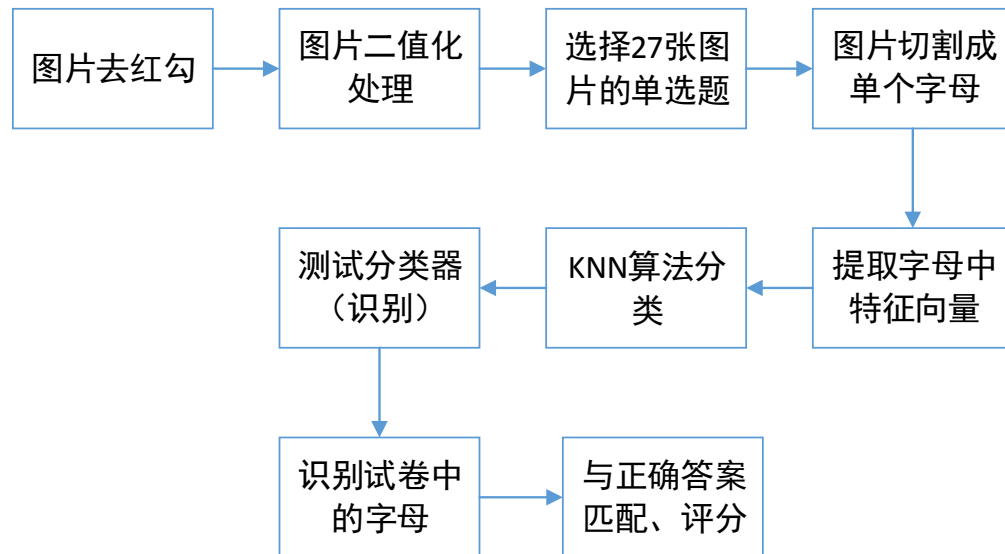 图片去红勾
图片二值化
处理
选择27张图
片的单选题
图片切割成
单个字母
提取字母中
特征向量
KNN算法分
类
测试分类器
（识别）
识别试卷中
的字母
与正确答案
匹配、评分